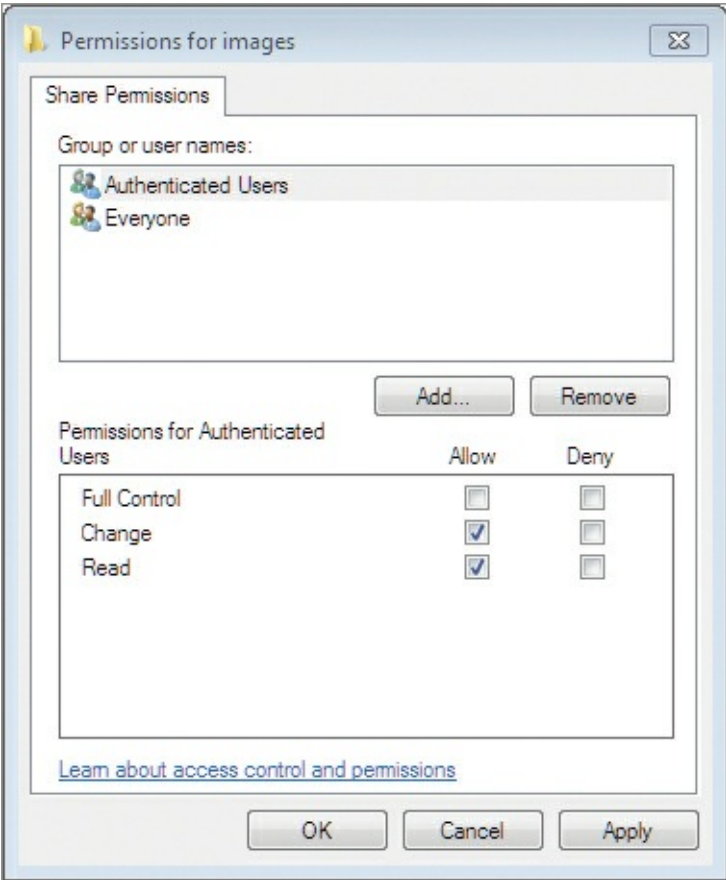 Permissions for images
Share Permissions
Group or user names:
Authenticated Users
Everyone
Add...
Remove
Permissions for Authenticated
Users
Allow
Deny
Full Control
Change
Read
Learn about access control and permissions
OK
Cancel
Apply